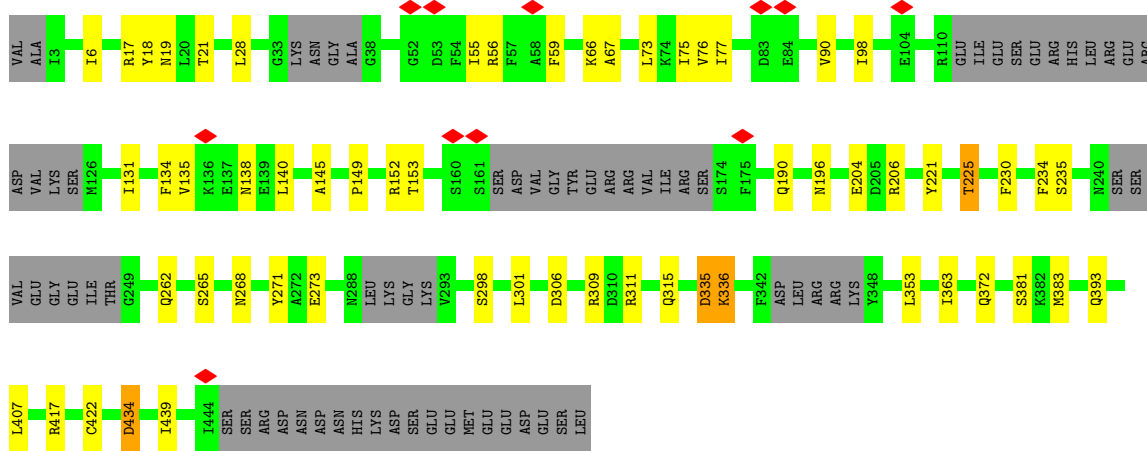 VAL ALA I3 I6 R17 Y18 N19 L20 T21 L28 G33 LYS ASN GLY ALA G38 G52 D53 F54 I55 R56 F57 A58 F59 K66 A67 L73 K74 I75 V76 I77 D83 E84 V90 I98 E104 R110 GLU ILE GLU SER GLU ARG HIS LEU ARG GLU ARG
ASP VAL LYS SER M126 I131 F134 V135 K136 E137 N138 E139 L140 A145 P149 R152 T153 S160 S161 SER ASP VAL GLY TYR GLU ARG ARG VAL ILE ARG SER S174 F175 Q190 N196 E204 D205 R206 Y221 T225 F230 F234 S235 N240 SER SER
VAL GLU GLY GLU ILE THR G249 Q262 S265 N268 Y271 A272 E273 N288 LEU LYS GLY LYS V293 S298 L301 D306 R309 D310 R311 Q315 D335 K336 F342 ASP LEU ARG ARG LYS Y348 L353 I363 Q372 S381 K382 M383 Q393
L407 R417 C422 D434 I439 I444 SER SER ARG ASP ASN ASP ASN HIS LYS ASP SER GLU GLU MET GLU GLU ASP GLU SER LEU